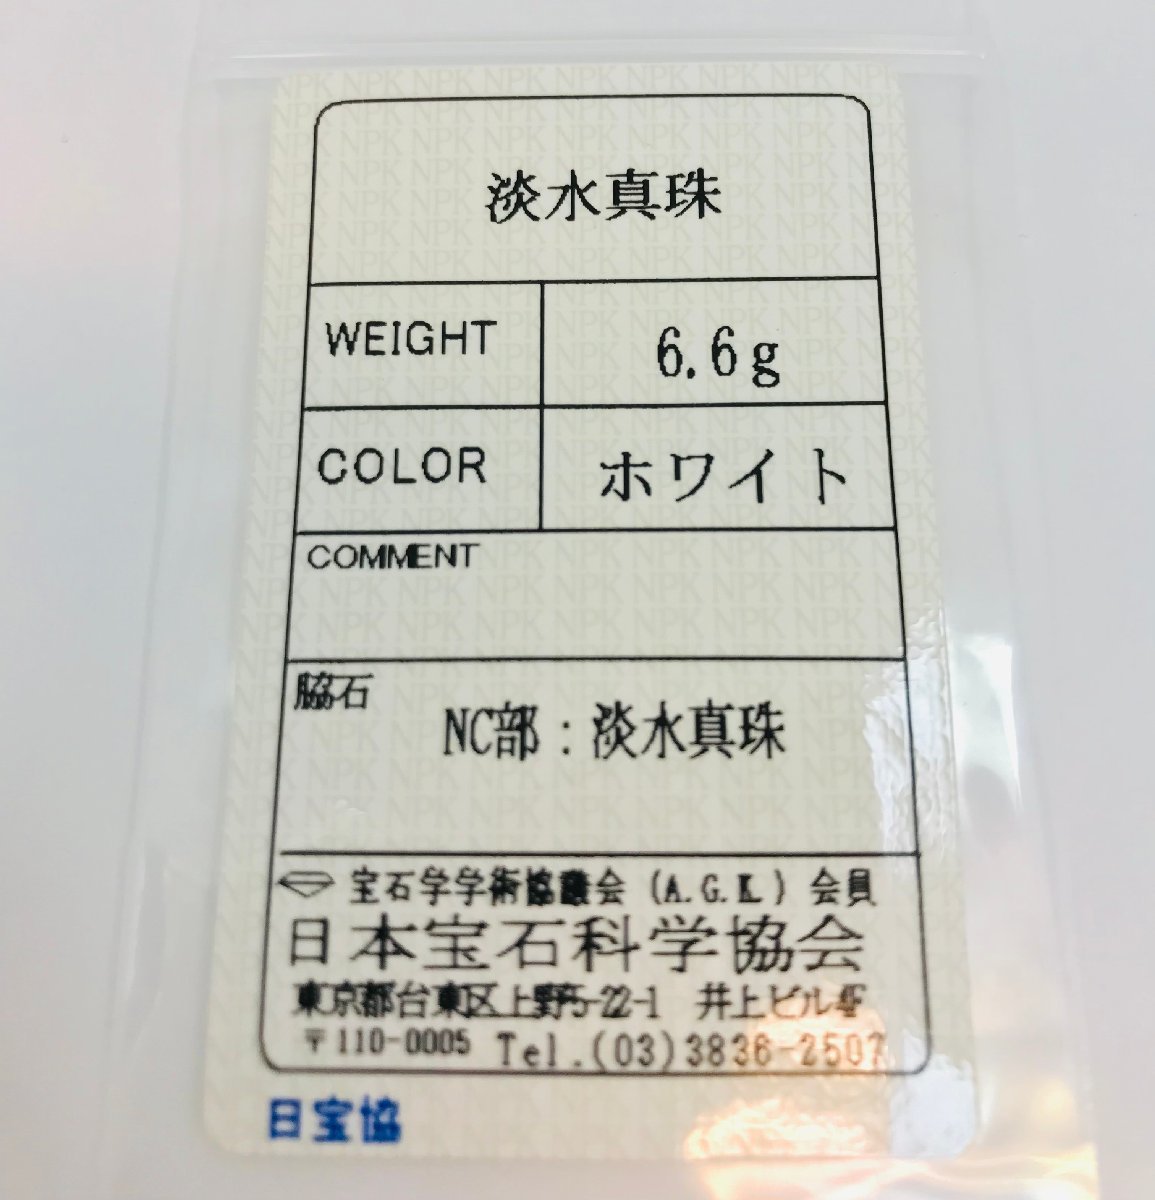 淡水真珠
WEIGHT 6.6g
COLOR ホワイト
COMMENT
脇石
NC部:淡水真珠
宝石学学術協議会 (A.G.L) 会員
日本宝石科学協会
東京都台東区上野5-22-1 井上ビル4F
〒110-0005 Tel.(03)3836-2507
日宝協